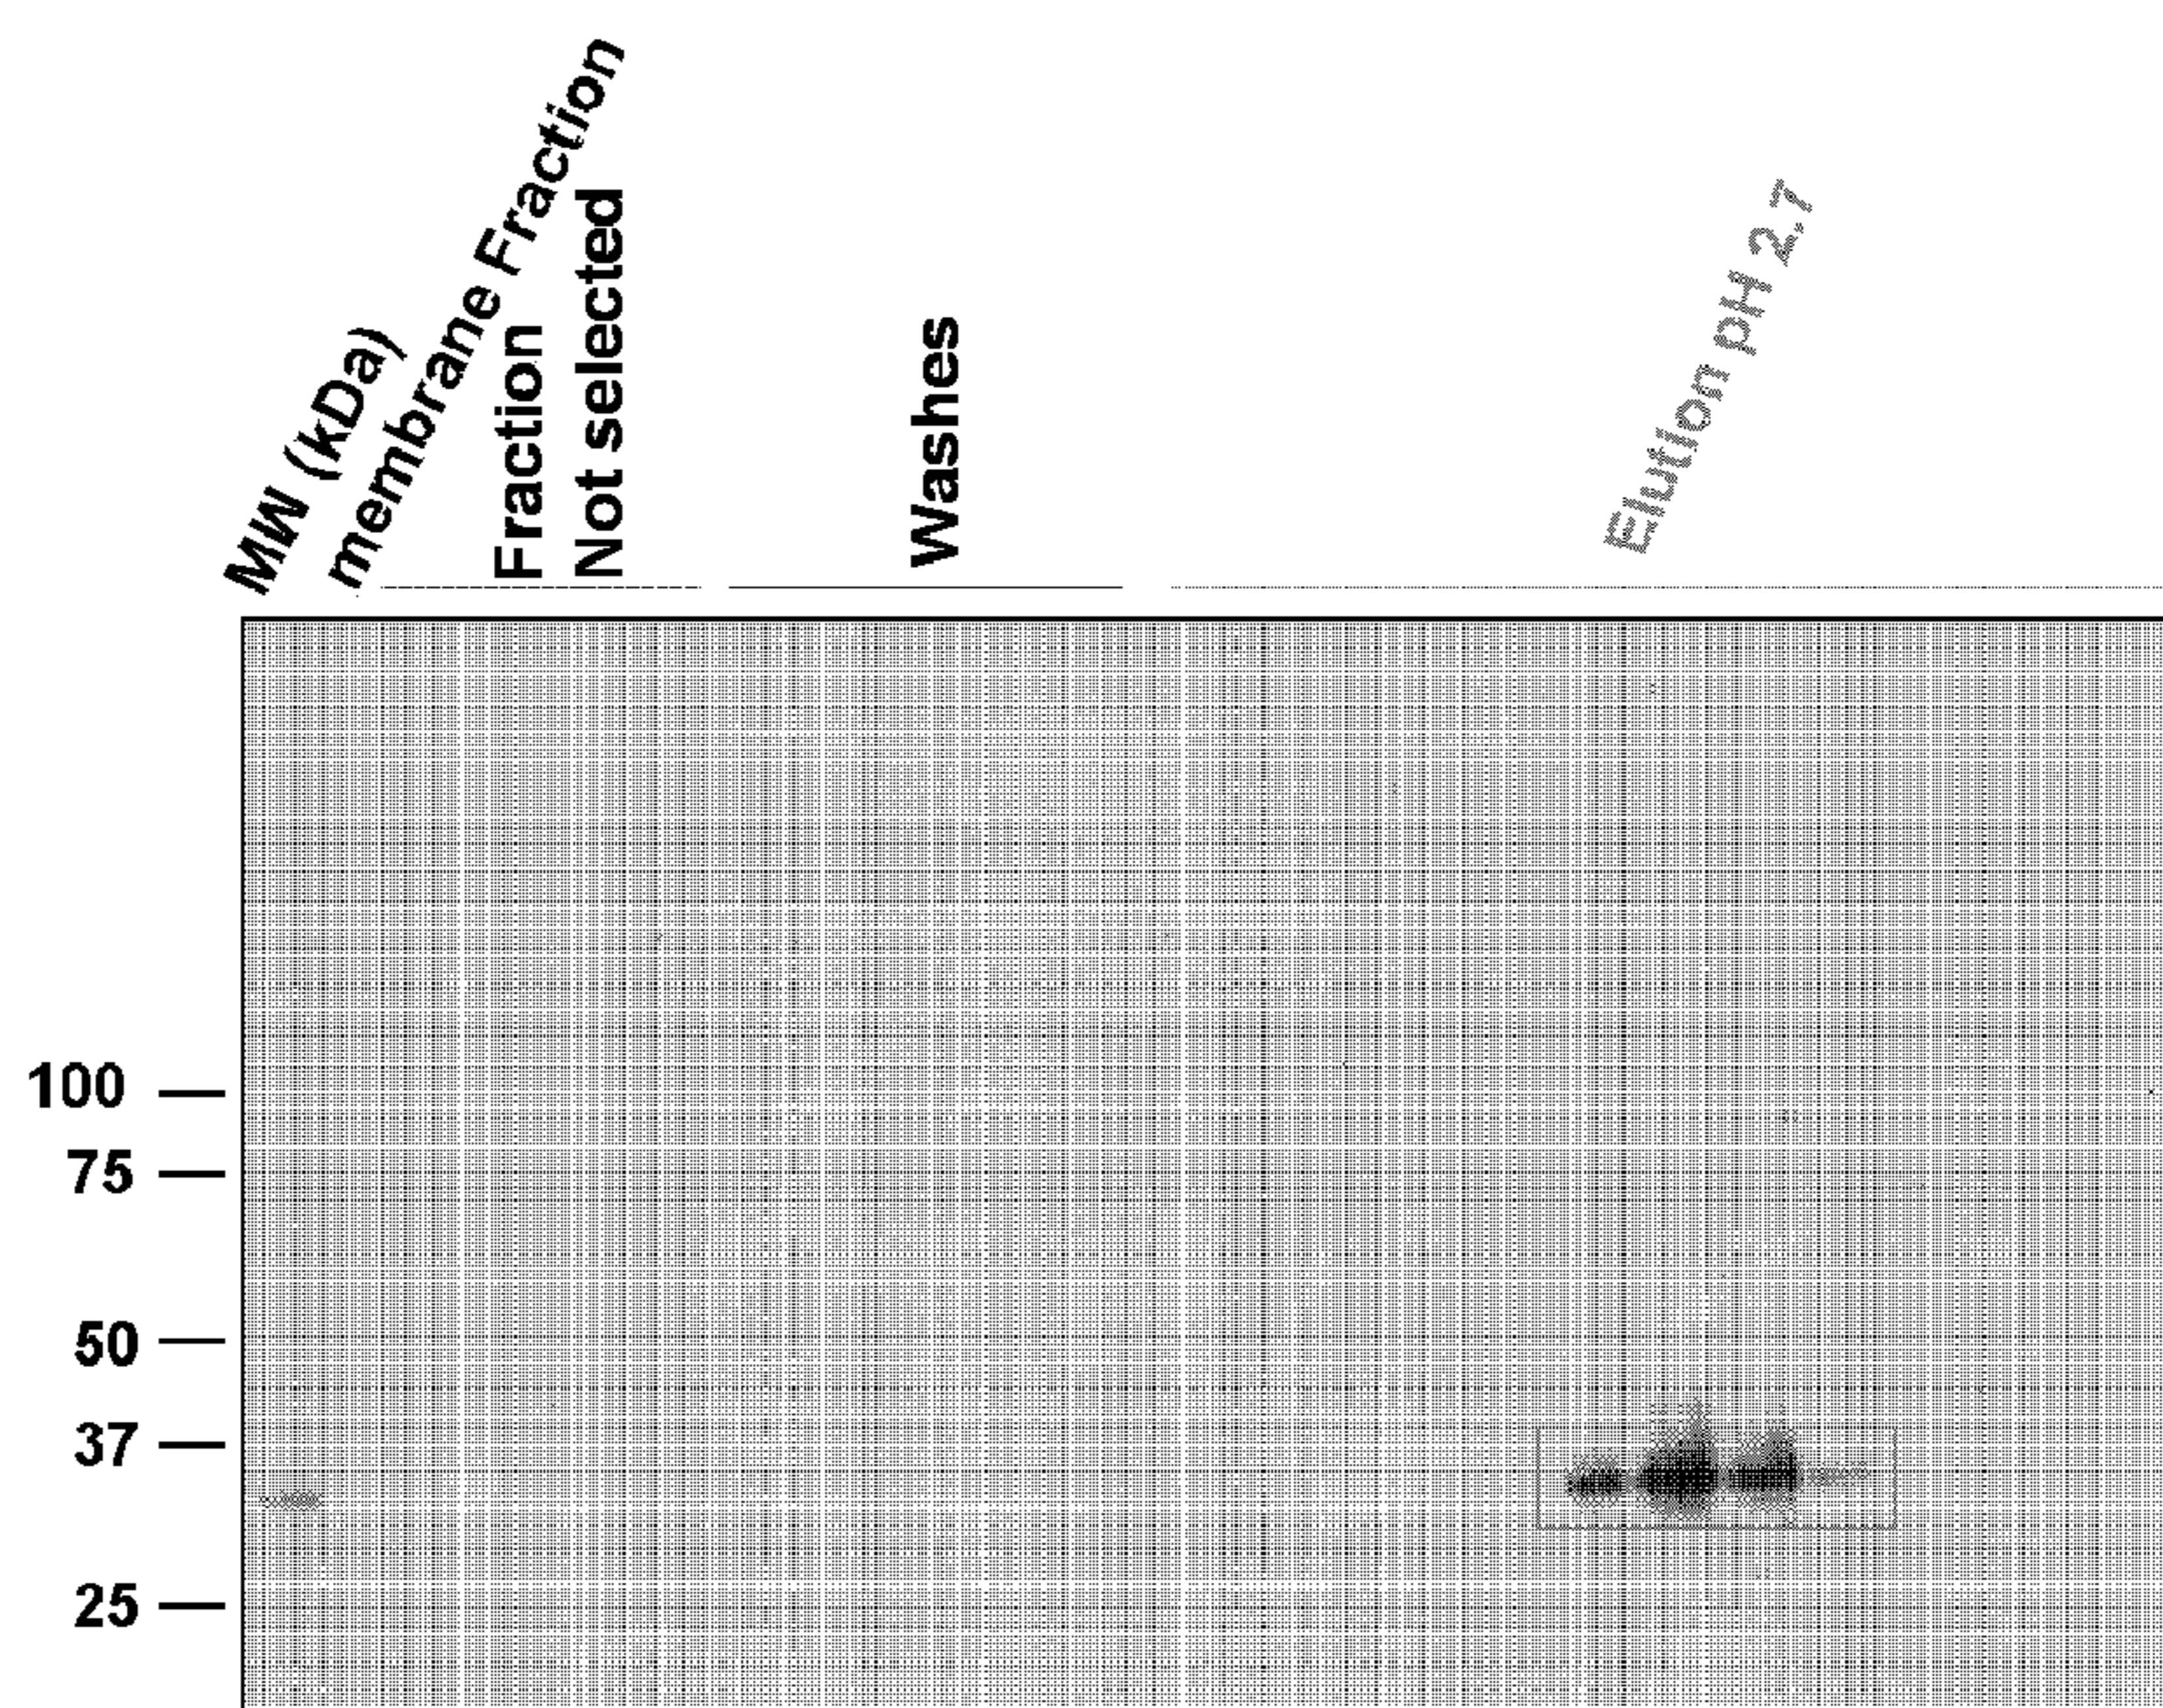 MW (kDa)
membrane Fraction
Fraction
Not selected
Washes
Elution pH 2.7
100
75
50
37
25